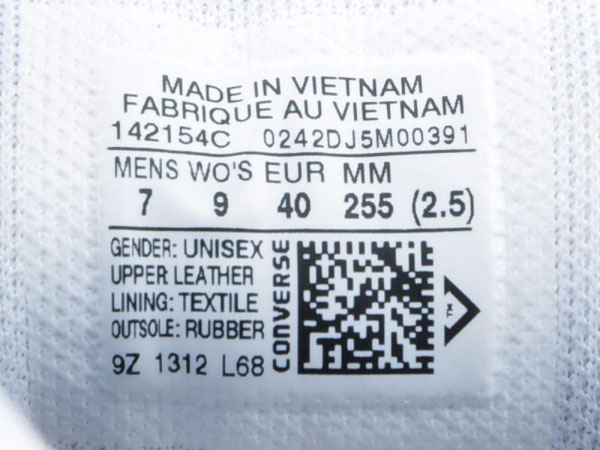 MADE IN VIETNAM
FABRIQUE AU VIETNAM
142154C 0242DJ5M00391
MENS WO'S EUR MM
7 9 40 255 (2.5)
GENDER: UNISEX
UPPER: LEATHER
LINING: TEXTILE
OUTSOLE: RUBBER
9Z 1312 L68
CONVERSE